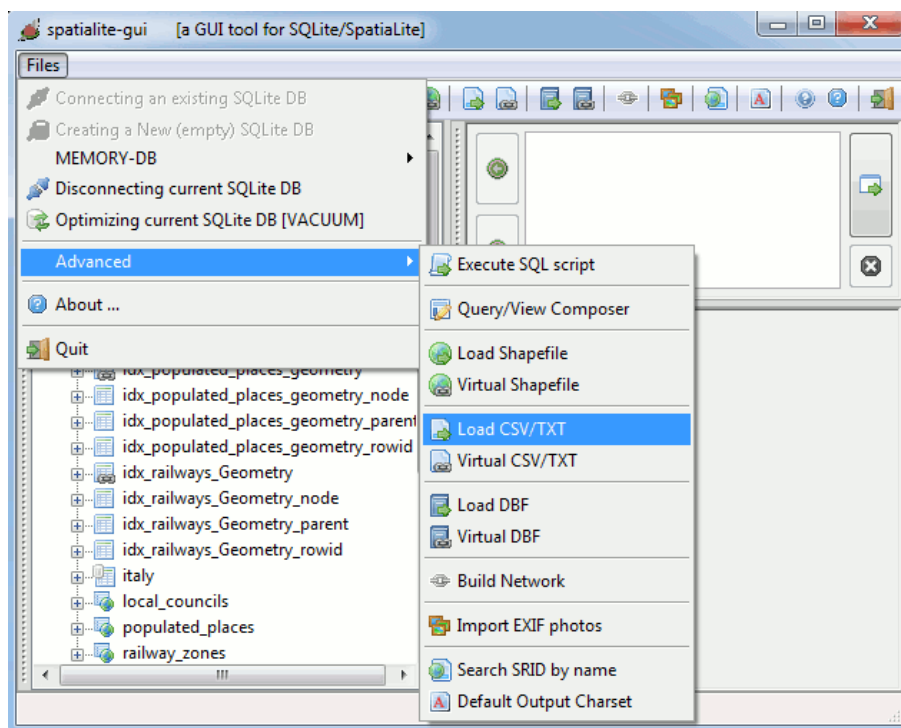 spatialite-gui [a GUI tool for SQLite/SpatiaLite]
Files
Connecting an existing SQLite DB
Creating a New (empty) SQLite DB
MEMORY-DB
Disconnecting current SQLite DB
Optimizing current SQLite DB [VACUUM]
Advanced
About ...
Quit
Execute SQL script
Query/View Composer
Load Shapefile
Virtual Shapefile
Load CSV/TXT
Virtual CSV/TXT
Load DBF
Virtual DBF
Build Network
Import EXIF photos
Search SRID by name
Default Output Charset
idx_populated_places_geometry
idx_populated_places_geometry_node
idx_populated_places_geometry_parent
idx_populated_places_geometry_rowid
idx_railways_Geometry
idx_railways_Geometry_node
idx_railways_Geometry_parent
idx_railways_Geometry_rowid
italy
local_councils
populated_places
railway_zones